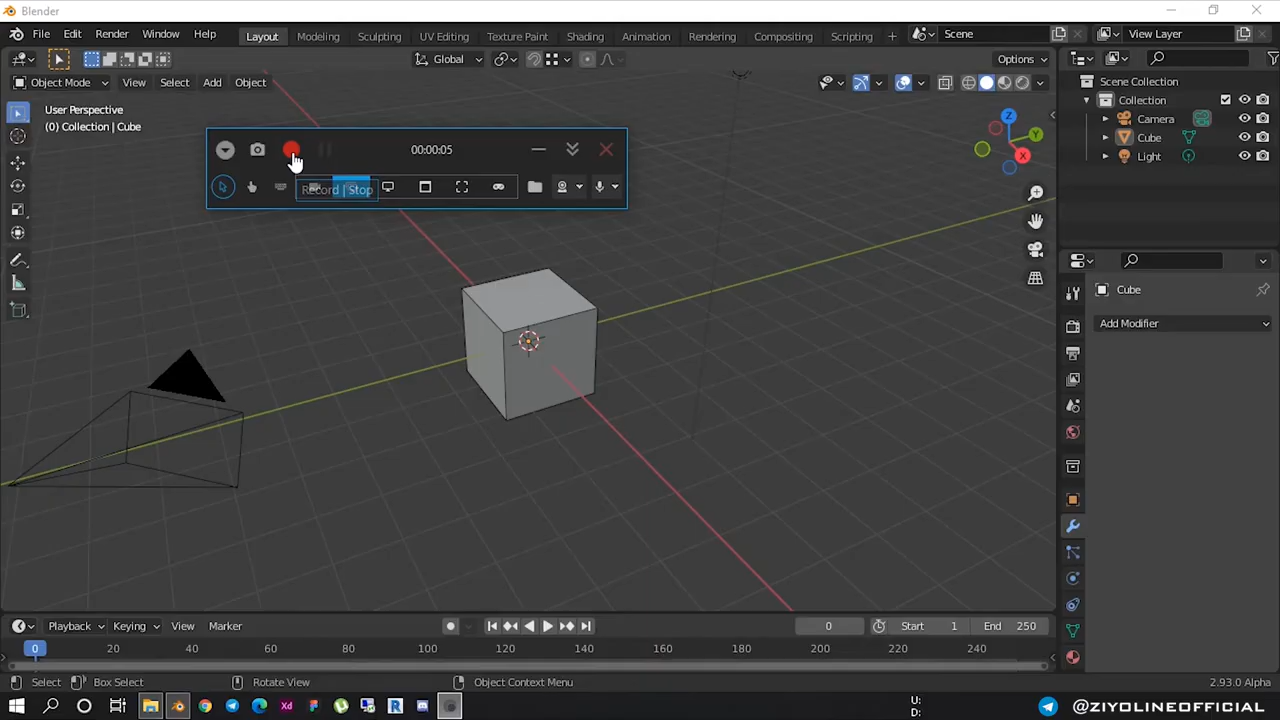 Blender
File Edit Render Window Help Layout Modeling Sculpting UV Editing Texture Paint Shading Animation Rendering Compositing Scripting + Scene View Layer
Global Options
Object Mode View Select Add Object
User Perspective
(0) Collection | Cube
00:00:05
Record | Stop
Z
Y
X
Scene Collection
Collection
Camera
Cube
Light
Cube
Add Modifier
Playback Keying View Marker 0 Start 1 End 250
0 20 40 60 80 100 120 140 160 180 200 220 240
Select Box Select Rotate View Object Context Menu 2.93.0 Alpha
Xd R U:
D:
@ZIYOLINEOFFICIAL